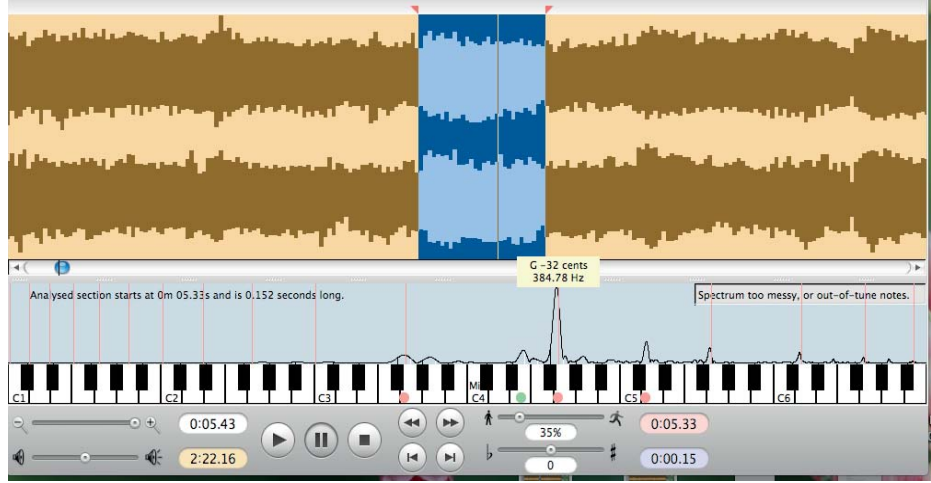 G -32 cents
384.78 Hz
Analysed section starts at 0m 05.33s and is 0.152 seconds long.
Spectrum too messy, or out-of-tune notes.
Mi
C1
C2
C3
C4
C5
C6
0:05.43
35%
0:05.33
2:22.16
♭
♯
0
0:00.15